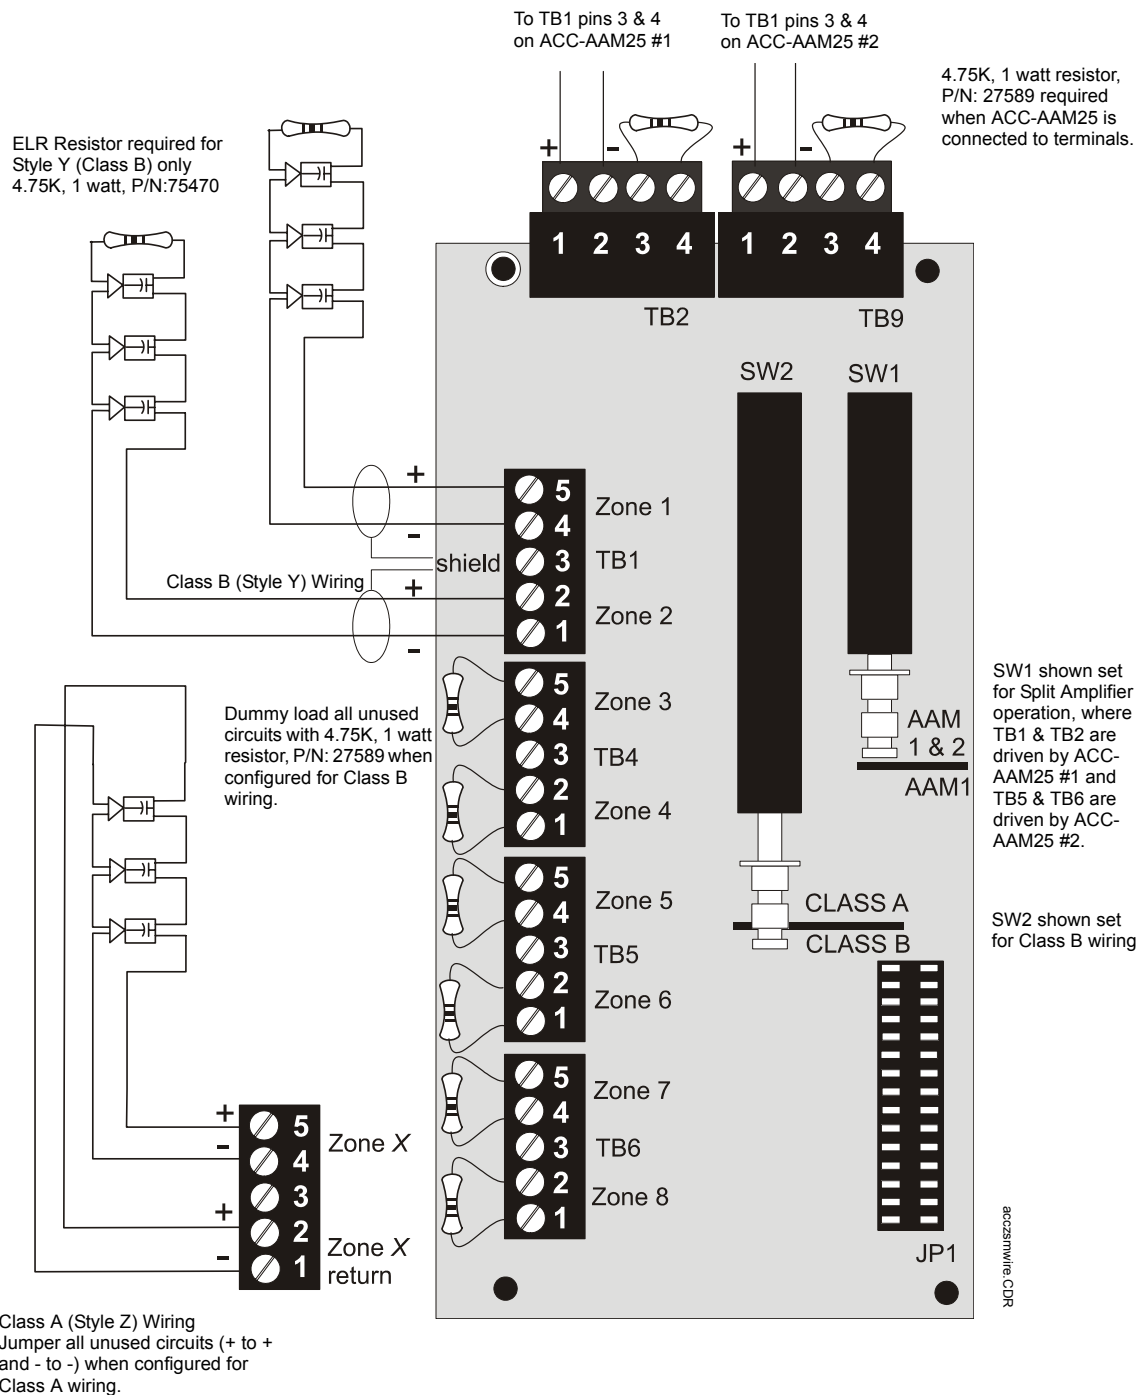 To TB1 pins 3 & 4
on ACC-AAM25 #1
To TB1 pins 3 & 4
on ACC-AAM25 #2
4.75K, 1 watt resistor,
P/N: 27589 required
when ACC-AAM25 is
connected to terminals.
ELR Resistor required for
Style Y (Class B) only
4.75K, 1 watt, P/N:75470
+ -
+ -
1 2 3 4
1 2 3 4
TB2
TB9
SW2
SW1
+
-
shield
Class B (Style Y) Wiring
+
-
5
4
3
2
1
Zone 1
TB1
Zone 2
5
4
3
2
1
Zone 3
TB4
Zone 4
Dummy load all unused
circuits with 4.75K, 1 watt
resistor, P/N: 27589 when
configured for Class B
wiring.
AAM
1 & 2
AAM1
SW1 shown set
for Split Amplifier
operation, where
TB1 & TB2 are
driven by ACC-
AAM25 #1 and
TB5 & TB6 are
driven by ACC-
AAM25 #2.
5
4
3
2
1
Zone 5
TB5
Zone 6
CLASS A
CLASS B
SW2 shown set
for Class B wiring
5
4
3
2
1
Zone 7
TB6
Zone 8
JP1
acczsmwire.CDR
+
-
+
-
5
4
3
2
1
Zone X
Zone X
return
Class A (Style Z) Wiring
Jumper all unused circuits (+ to +
and - to -) when configured for
Class A wiring.